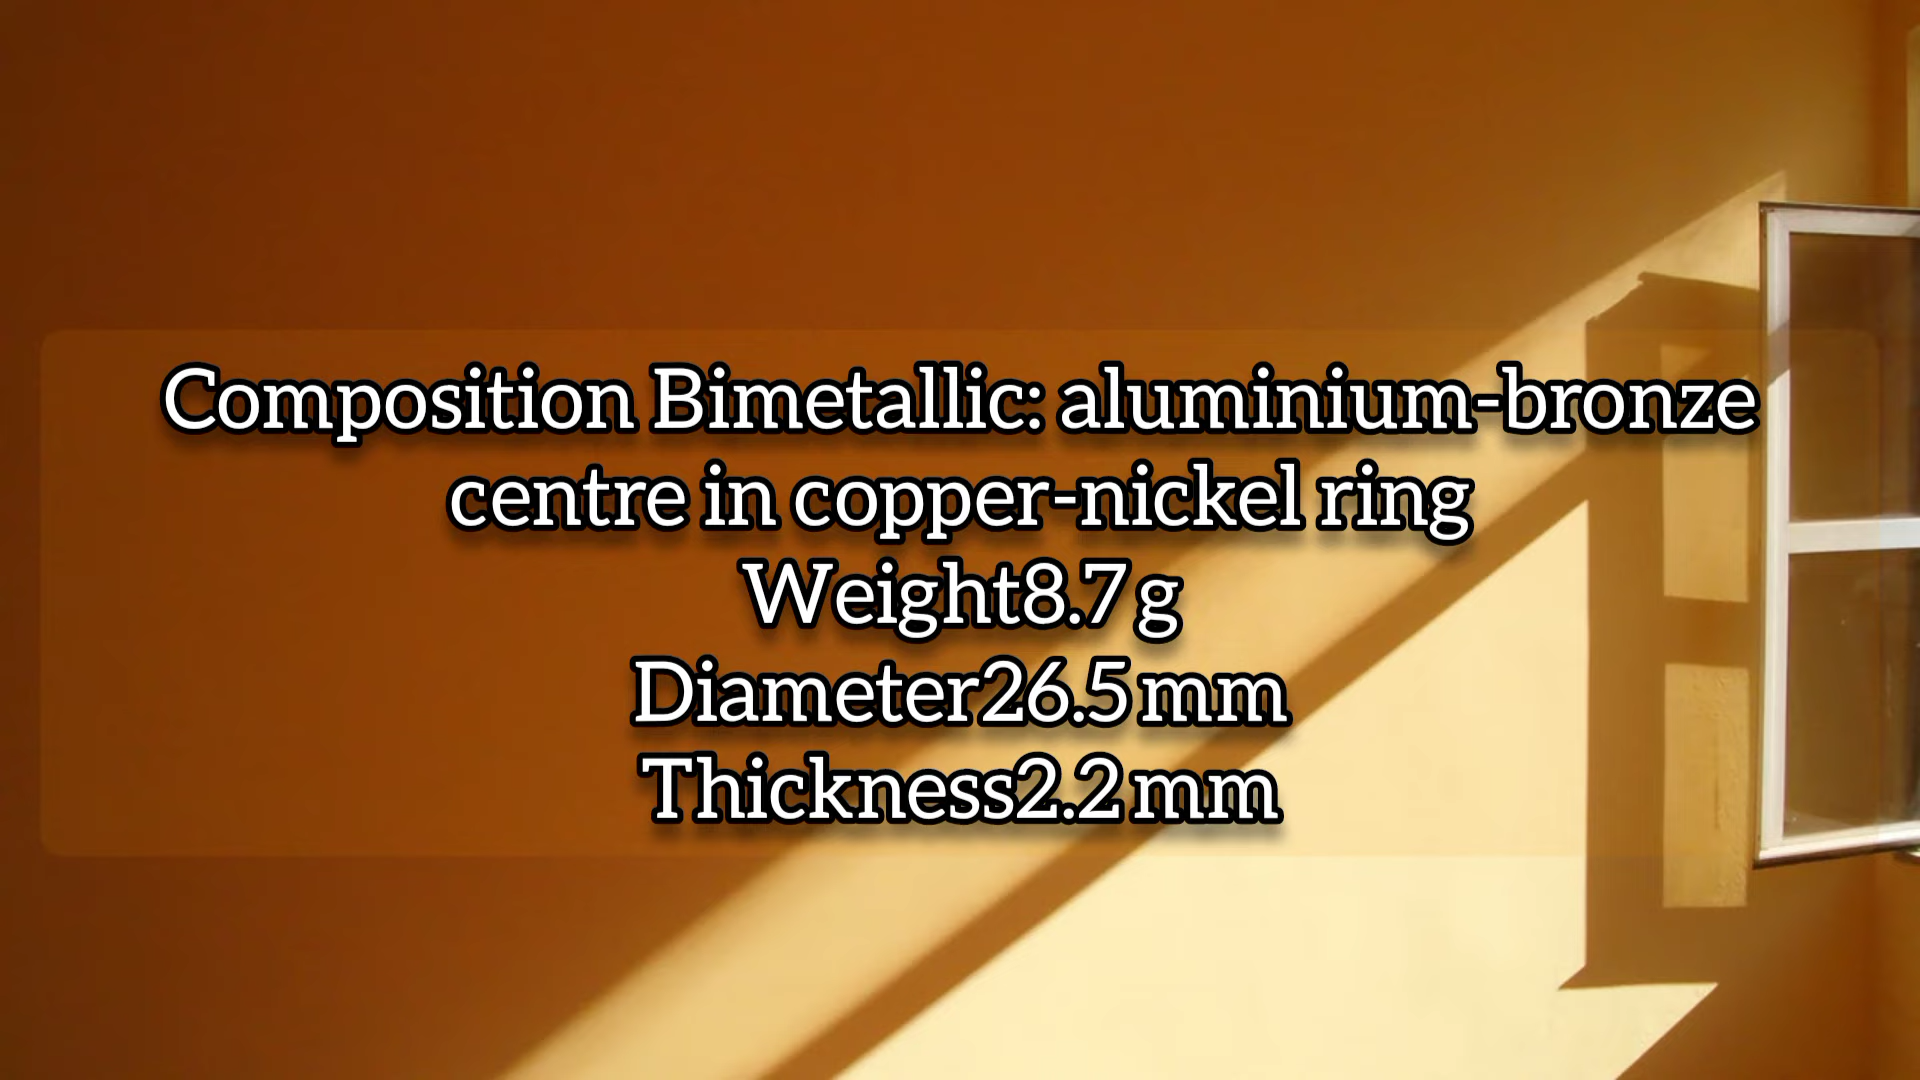 Composition Bimetallic: aluminium-bronze
centre in copper-nickel ring
Weight8.7 g
Diameter26.5 mm
Thickness2.2 mm